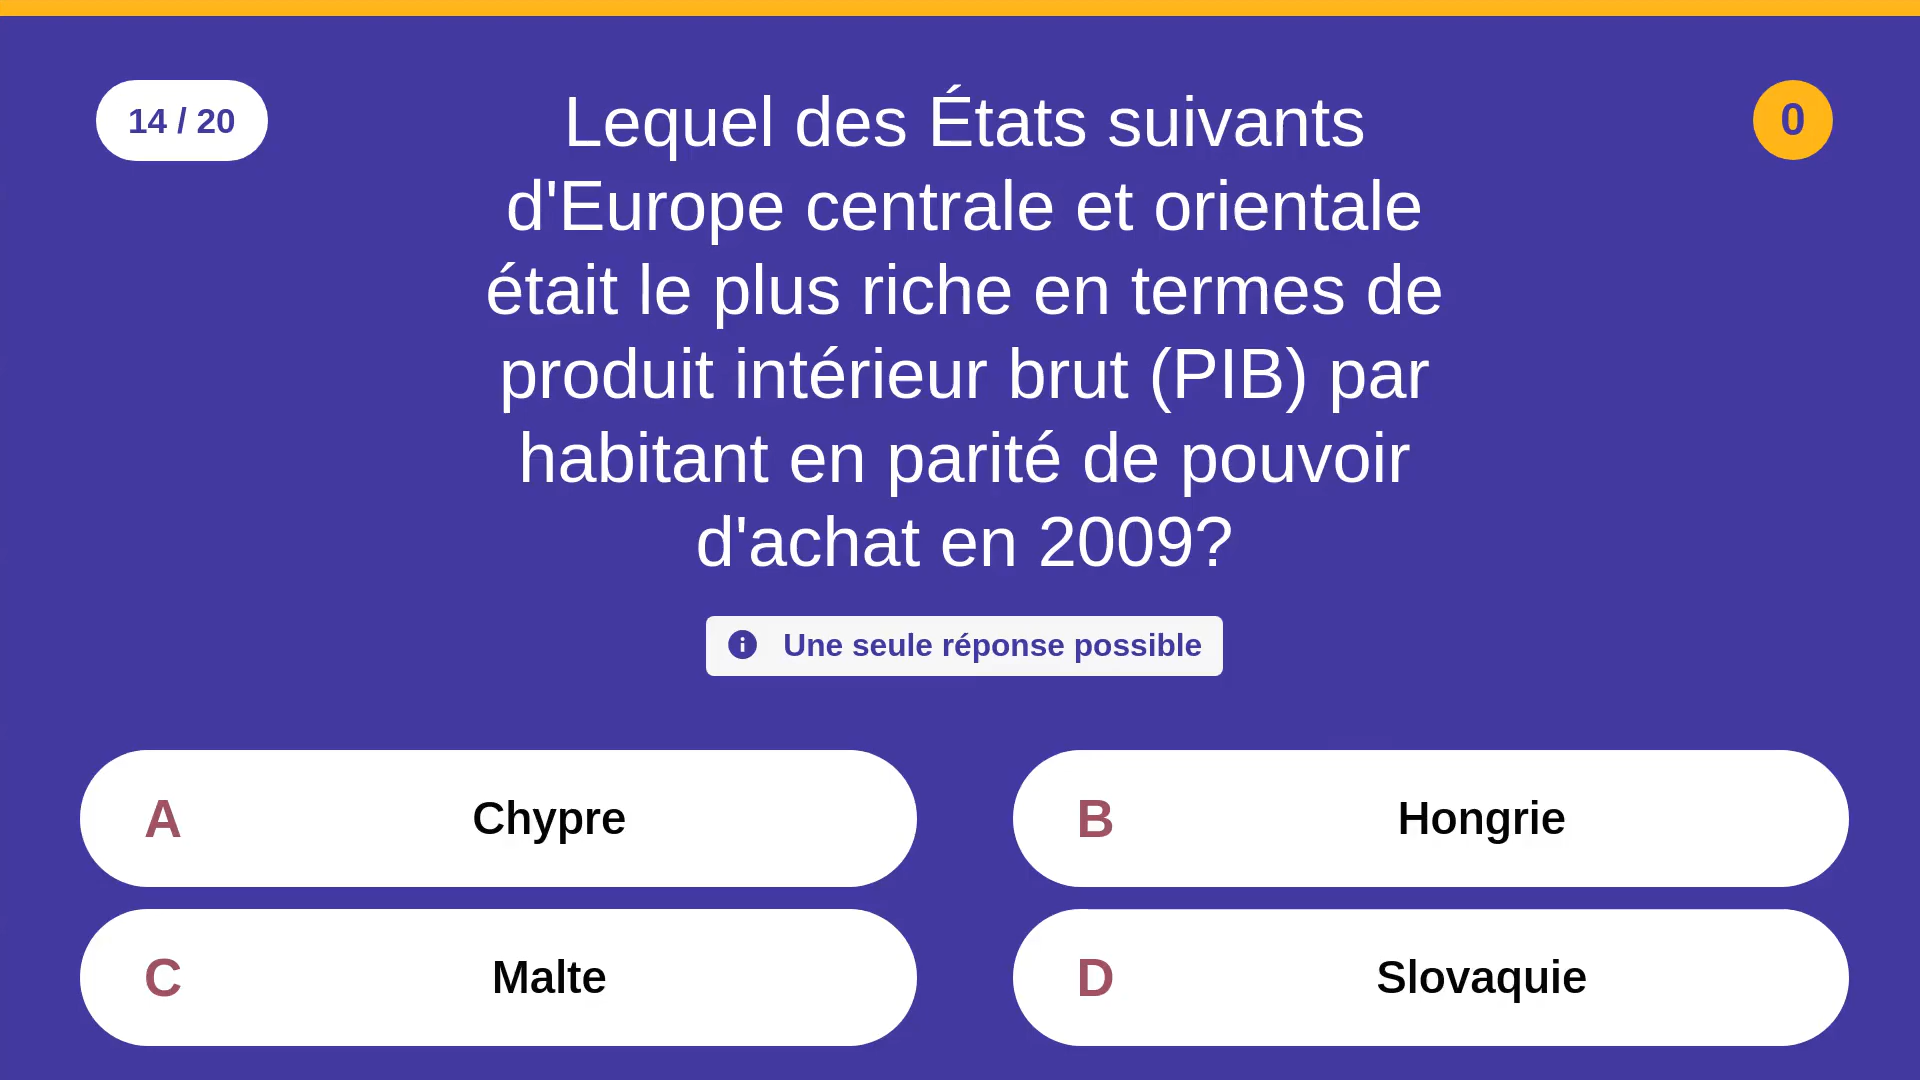 14 / 20
Lequel des États suivants
d'Europe centrale et orientale
était le plus riche en termes de
produit intérieur brut (PIB) par
habitant en parité de pouvoir
d'achat en 2009?
0
Une seule réponse possible
A Chypre
B Hongrie
C Malte
D Slovaquie